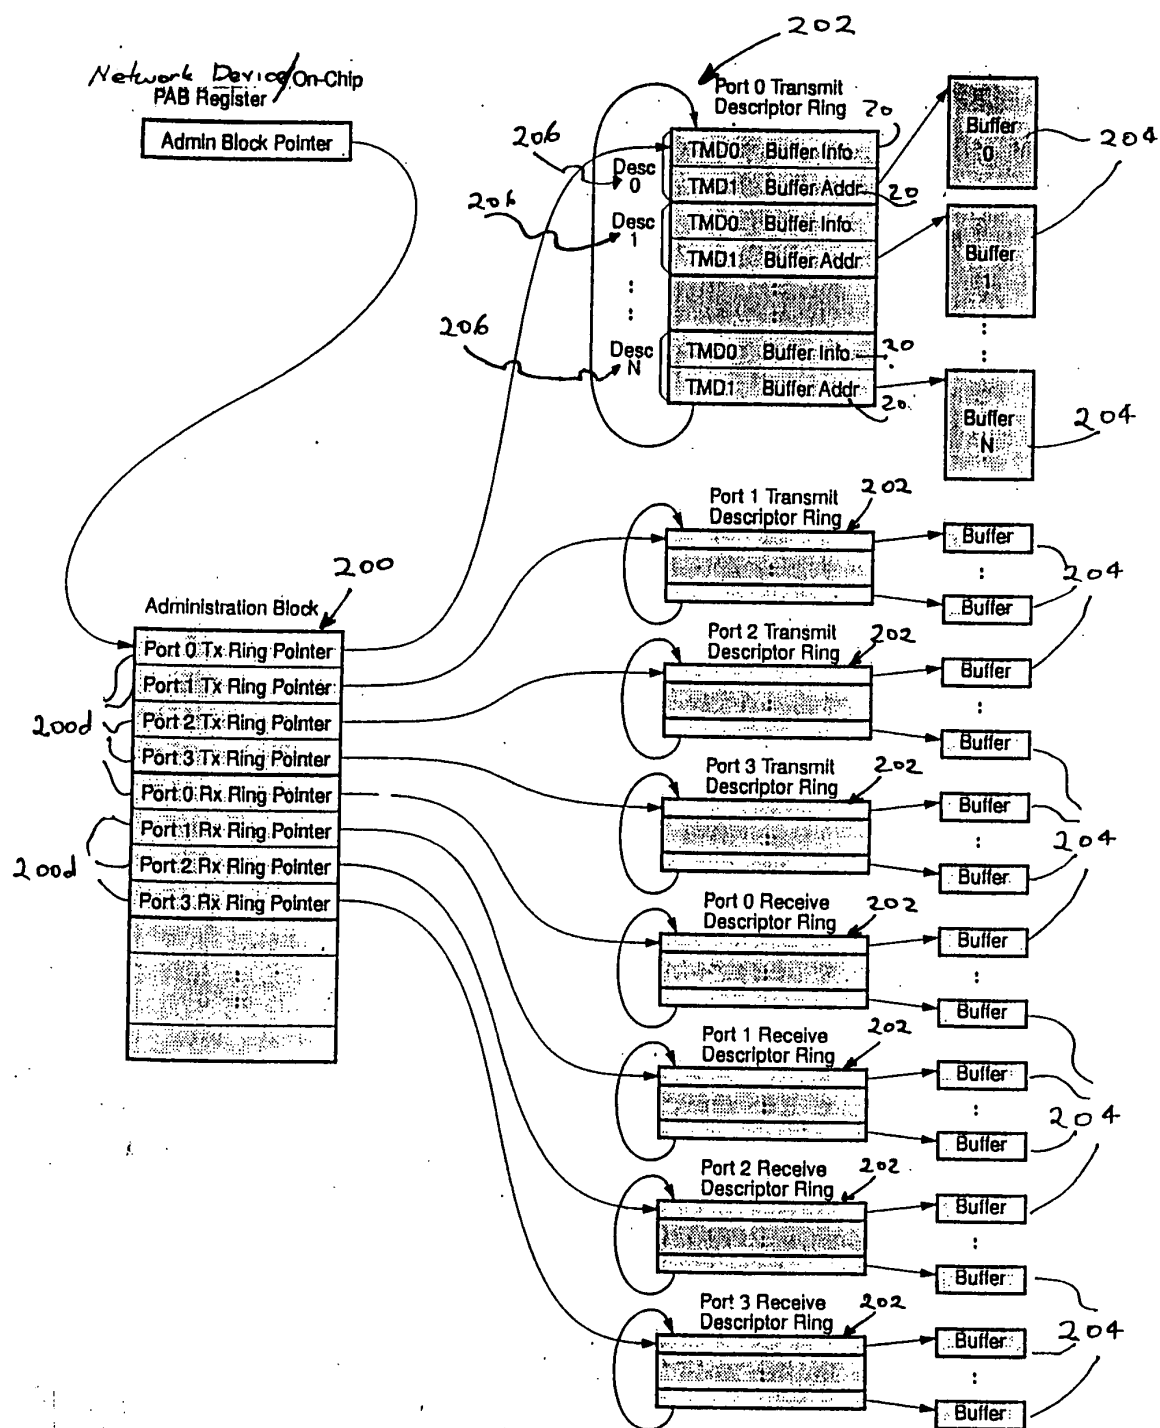 202
Network Device/On-Chip
PAB Register
Admin Block Pointer
Port 0 Transmit
Descriptor Ring
20
206
Desc
0
TMD0 Buffer Info.
TMD1 Buffer Addr
20
Buffer
0
204
206
Desc
1
TMD0 Buffer Info
TMD1 Buffer Addr
Buffer
1
206
Desc
N
TMD0 Buffer Info
20
TMD1 Buffer Addr
20
Buffer
N
204
Port 1 Transmit
Descriptor Ring
202
Buffer
Buffer
204
200
Administration Block
Port 0 Tx Ring Pointer
Port 1 Tx Ring Pointer
Port 2 Tx Ring Pointer
Port 3 Tx Ring Pointer
Port 0 Rx Ring Pointer
Port 1 Rx Ring Pointer
Port 2 Rx Ring Pointer
Port 3 Rx Ring Pointer
200d
200d
Port 2 Transmit
Descriptor Ring
202
Buffer
Buffer
Port 3 Transmit
Descriptor Ring
202
Buffer
Buffer
204
Port 0 Receive
Descriptor Ring
202
Buffer
Buffer
Port 1 Receive
Descriptor Ring
202
Buffer
Buffer
204
Port 2 Receive
Descriptor Ring
202
Buffer
Buffer
Port 3 Receive
Descriptor Ring
202
Buffer
Buffer
204